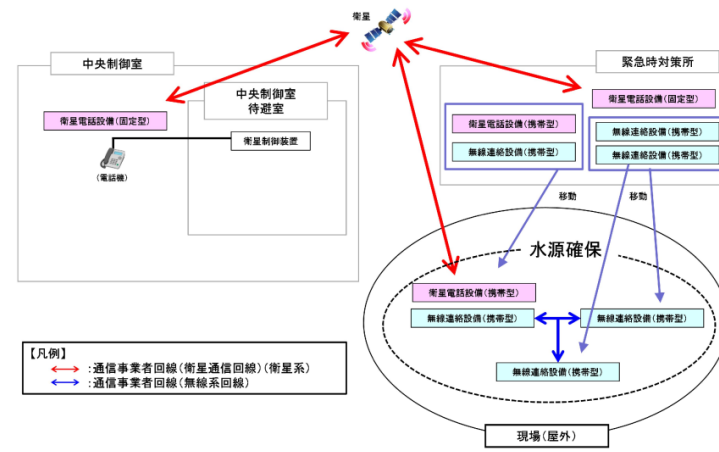 衛星
中央制御室
緊急時対策所
中央制御室
待避室
衛星電話設備(固定型)
衛星制御装置
(電話機)
衛星電話設備(固定型)
衛星電話設備(携帯型)
無線連絡設備(携帯型)
無線連絡設備(携帯型)
無線連絡設備(携帯型)
移動
移動
水源確保
衛星電話設備(携帯型)
無線連絡設備(携帯型)
無線連絡設備(携帯型)
無線連絡設備(携帯型)
現場(屋外)
【凡例】
:通信事業者回線(衛星通信回線)(衛星系)
:通信事業者回線(無線系回線)